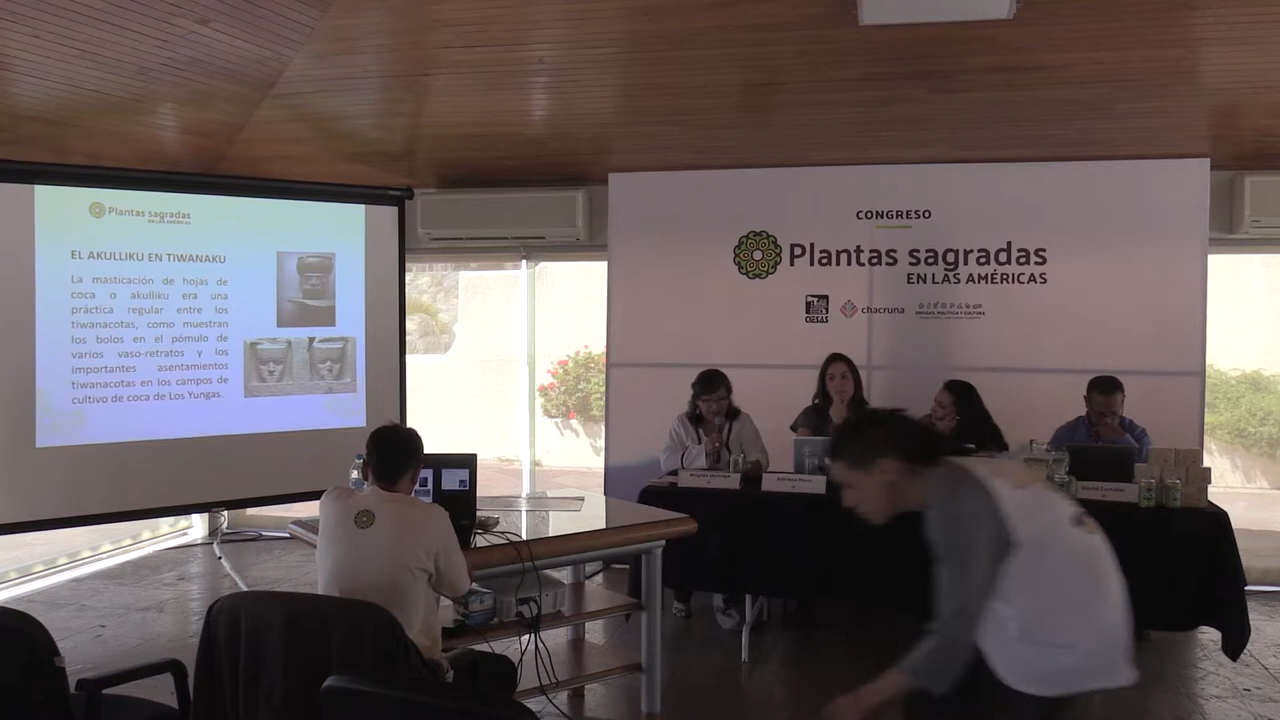 Plantas sagradas
EN LAS AMÉRICAS
EL AKULLIKU EN TIWANAKU
La masticación de hojas de
coca o akulliku era una
práctica regular entre los
tiwanacotas, como muestran
los bolos en el pómulo de
varios vaso-retratos y los
importantes asentamientos
tiwanacotas en los campos de
cultivo de coca de Los Yungas.
CONGRESO
Plantas sagradas
EN LAS AMÉRICAS
CIESAS
chacruna
DROGAS, POLÍTICA Y CULTURA
Adriana